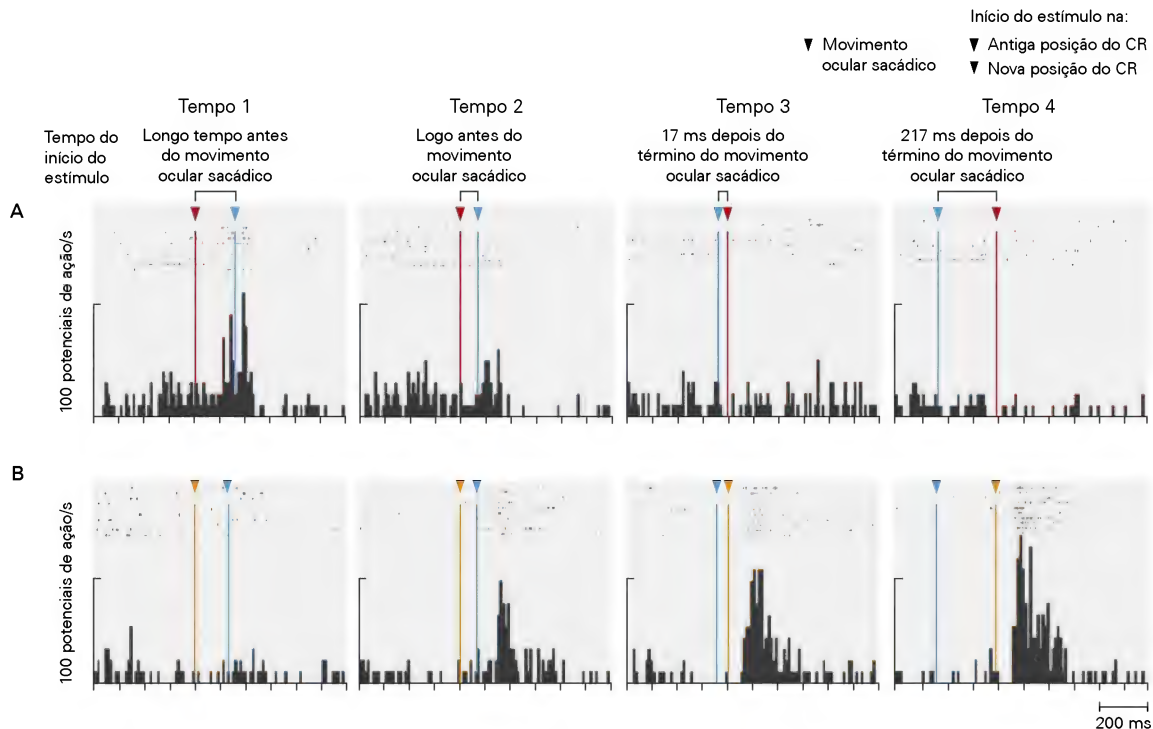 Início do estímulo na:
Movimento
ocular sacádico
Antiga posição do CR
Nova posição do CR
Tempo 1
Tempo 2
Tempo 3
Tempo 4
Tempo do
início do
estímulo
Longo tempo antes
do movimento
ocular sacádico
Logo antes do
movimento
ocular sacádico
17 ms depois do
término do movimento
ocular sacádico
217 ms depois do
término do movimento
ocular sacádico
A
100 potenciais de ação/s
B
100 potenciais de ação/s
200 ms